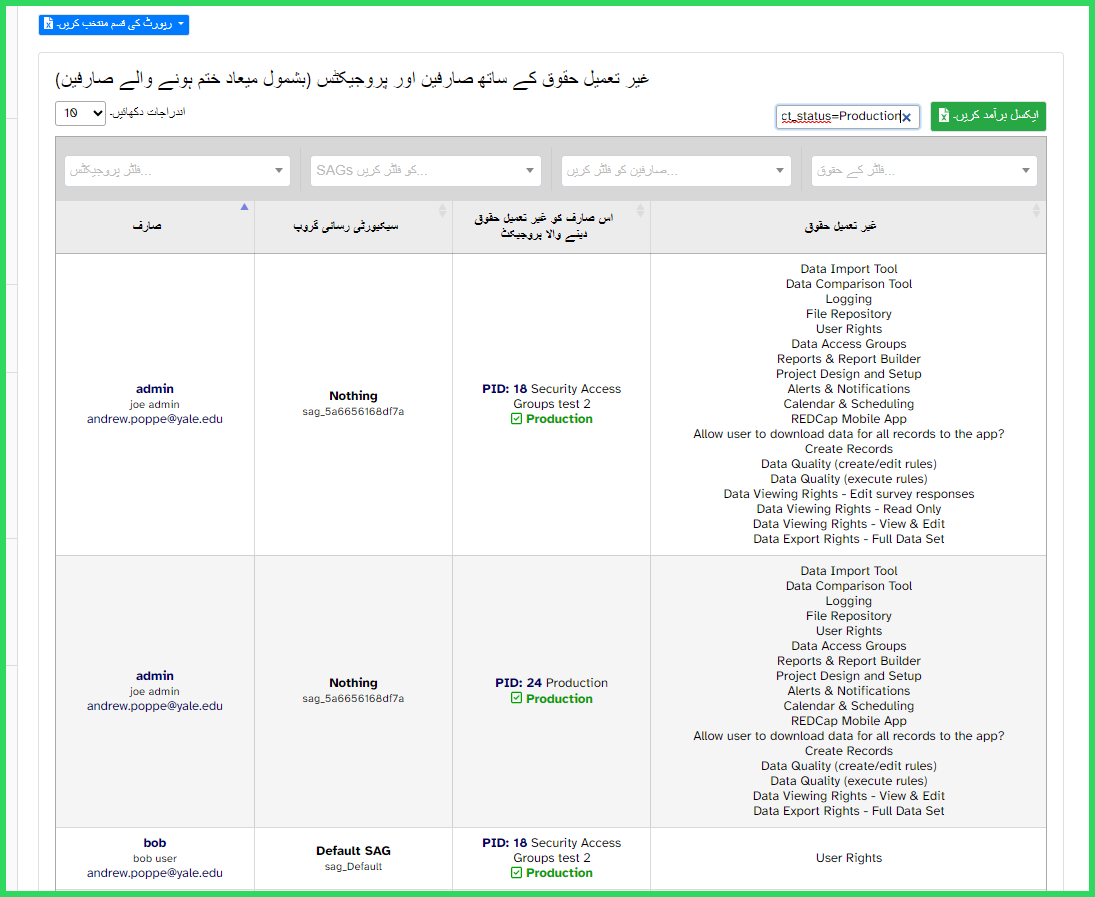 رپورٹ کی قسم منتخب کریں۔
غیر تعمیل حقوق کے ساتھ صارفین اور پروجیکٹس (بشمول میعاد ختم ہونے والے صارفین)
10 اندراجات دکھائیں۔
ct_status=Production
ایکسل برآمد کریں۔
فلٹر پروجیکٹس...
SAGs کو فلٹر کریں...
صارفین کو فلٹر کریں...
فلٹر کے حقوق...
صارف
سیکیورٹی رسائی گروپ
اس صارف کو غیر تعمیل حقوق
دینے والا پروجیکٹ
غیر تعمیل حقوق
admin
joe admin
andrew.poppe@yale.edu
Nothing
sag_5a6656168df7a
PID: 18 Security Access
Groups test 2
Production
Data Import Tool
Data Comparison Tool
Logging
File Repository
User Rights
Data Access Groups
Reports & Report Builder
Project Design and Setup
Alerts & Notifications
Calendar & Scheduling
REDCap Mobile App
Allow user to download data for all records to the app?
Create Records
Data Quality (create/edit rules)
Data Quality (execute rules)
Data Viewing Rights - Edit survey responses
Data Viewing Rights - Read Only
Data Viewing Rights - View & Edit
Data Export Rights - Full Data Set
admin
joe admin
andrew.poppe@yale.edu
Nothing
sag_5a6656168df7a
PID: 24 Production
Production
Data Import Tool
Data Comparison Tool
Logging
File Repository
User Rights
Data Access Groups
Reports & Report Builder
Project Design and Setup
Alerts & Notifications
Calendar & Scheduling
REDCap Mobile App
Allow user to download data for all records to the app?
Create Records
Data Quality (create/edit rules)
Data Quality (execute rules)
Data Viewing Rights - View & Edit
Data Export Rights - Full Data Set
bob
bob user
andrew.poppe@yale.edu
Default SAG
sag_Default
PID: 18 Security Access
Groups test 2
Production
User Rights